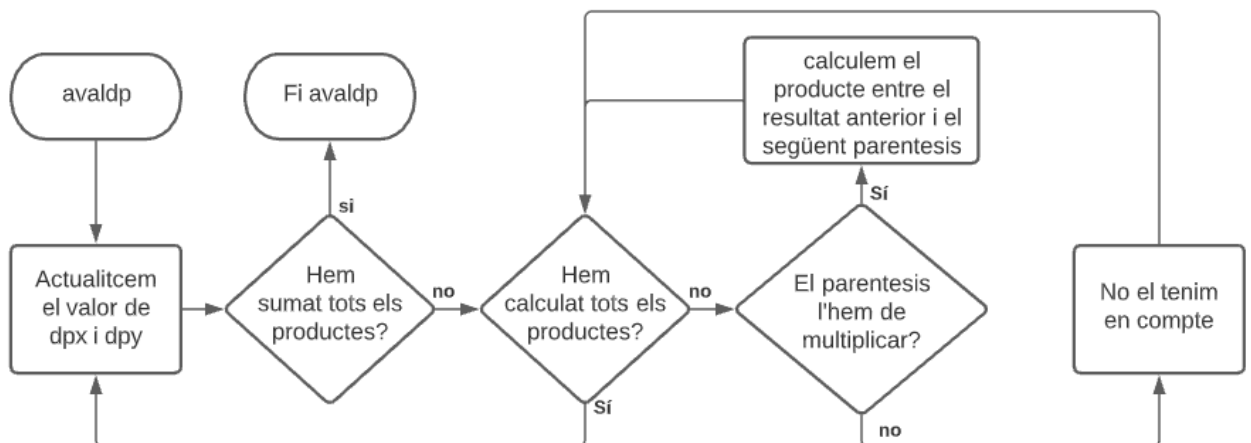 avaldp
Fi avaldp
calculem el
producte entre el
resultat anterior i el
següent parentesis
si
Sí
Actualitcem
el valor de
dpx i dpy
Hem
sumat tots els
productes?
no
Hem
calculat tots els
productes?
no
El parentesis
l'hem de
multiplicar?
No el tenim
en compte
Sí
no